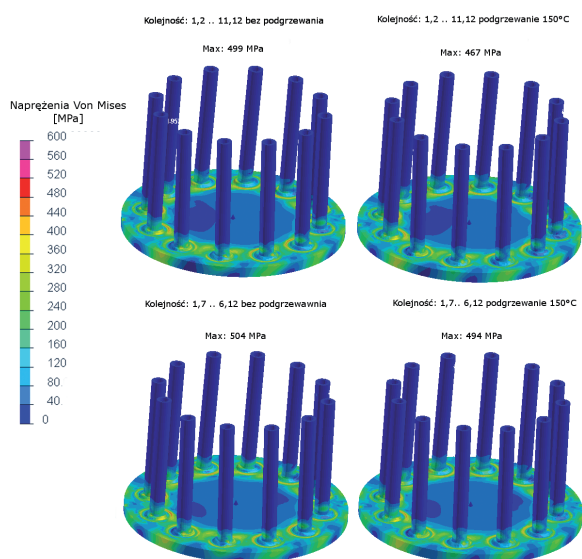 Kolejność: 1,2 .. 11,12 bez podgrzewania
Max: 499 MPa
Kolejność: 1,2 .. 11,12 podgrzewanie 150°C
Max: 467 MPa
Naprężenia Von Mises
[MPa]
600
560
520
480
440
400
360
320
280
240
200
160
120
80
40
0
Kolejność: 1,7 .. 6,12 bez podgrzewawnia
Max: 504 MPa
Kolejność: 1,7.. 6,12 podgrzewanie 150°C
Max: 494 MPa